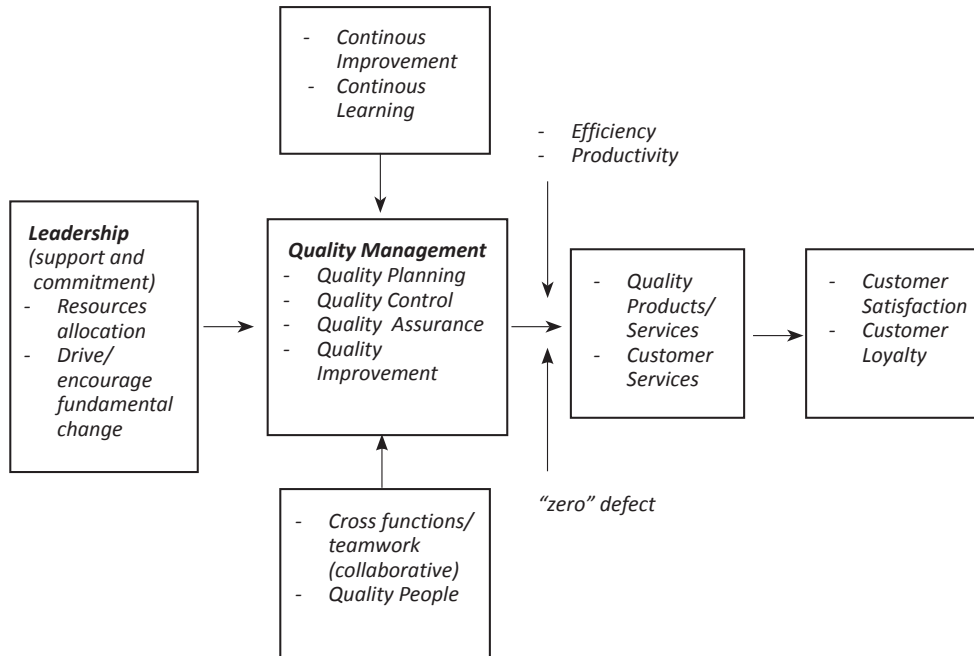 - Continous
Improvement
- Continous
Learning
- Efficiency
- Productivity
Leadership
(support and
commitment)
- Resources
allocation
- Drive/
encourage
fundamental
change
Quality Management
- Quality Planning
- Quality Control
- Quality Assurance
- Quality
Improvement
- Quality
Products/
Services
- Customer
Services
- Customer
Satisfaction
- Customer
Loyalty
- Cross functions/
teamwork
(collaborative)
- Quality People
“zero” defect